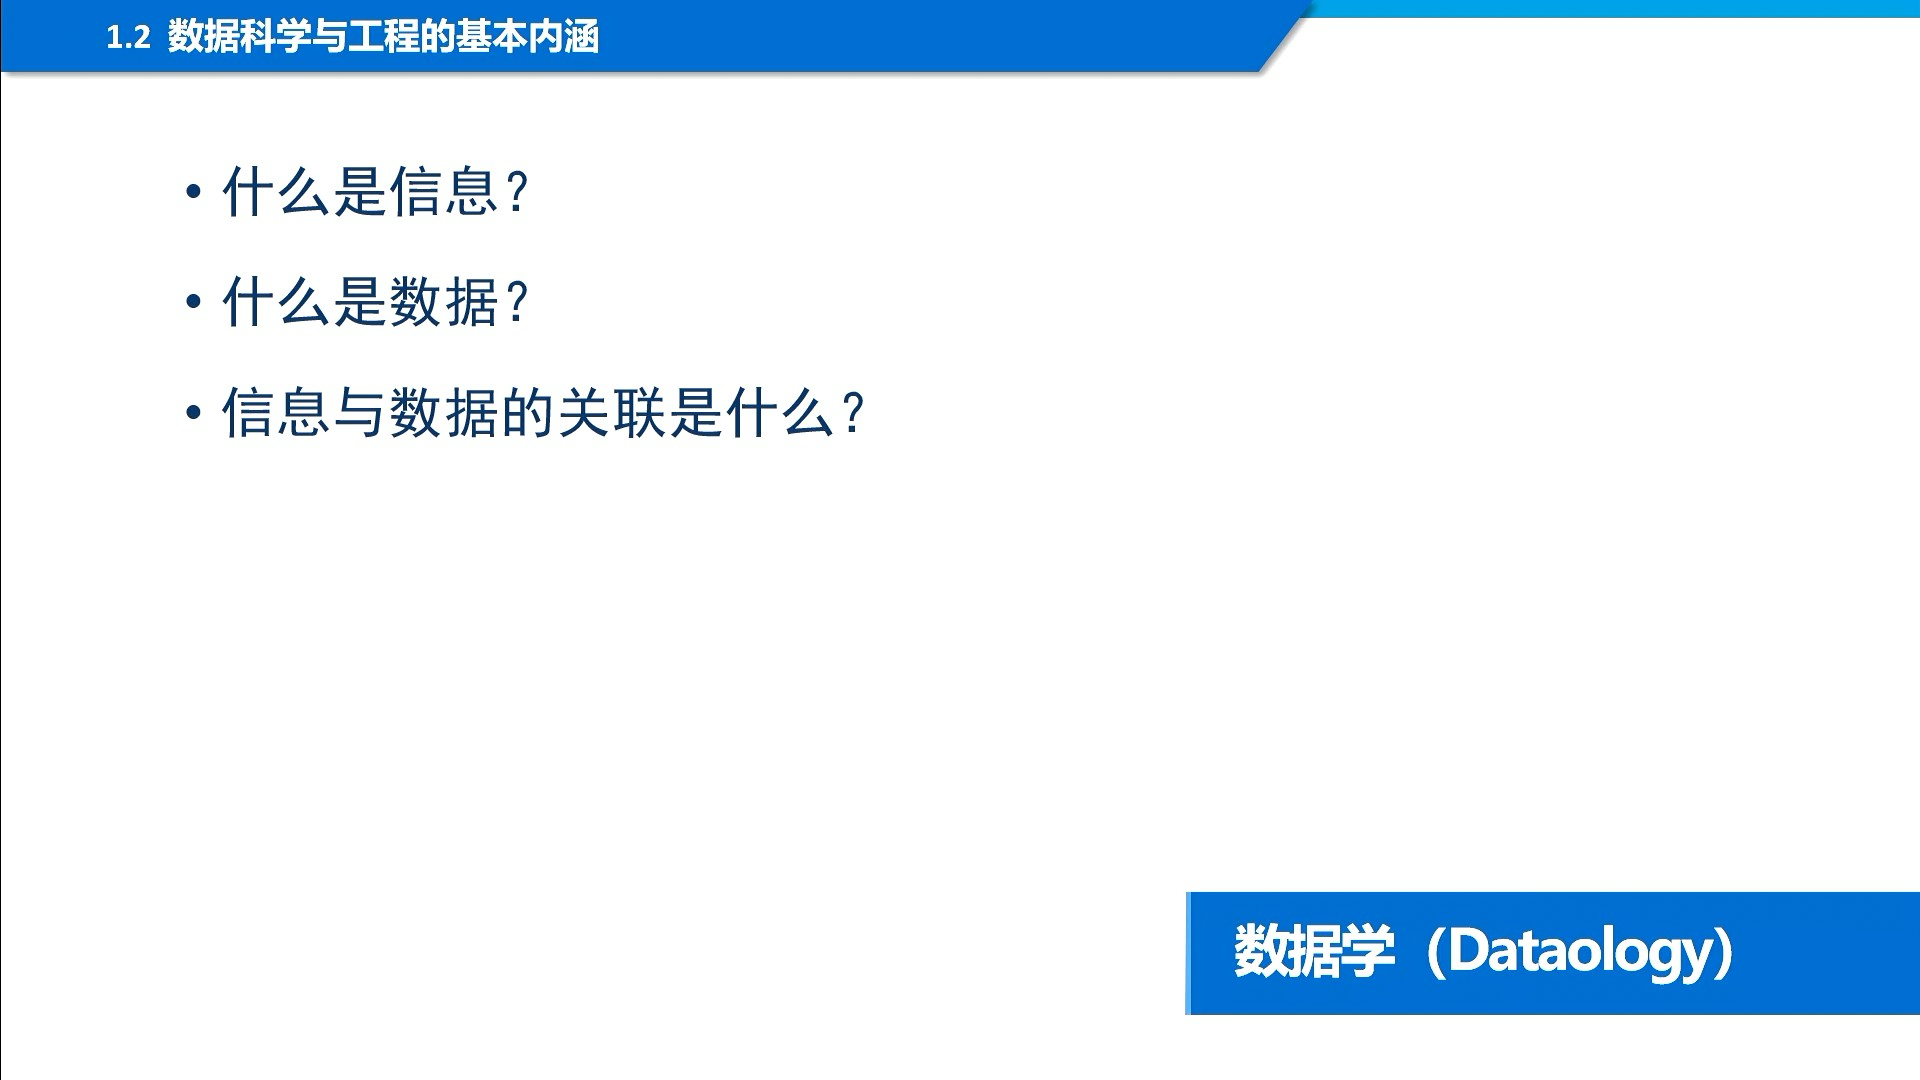 1.2 数据科学与工程的基本内涵
• 什么是信息？
• 什么是数据？
• 信息与数据的关联是什么？
数据学（Dataology）